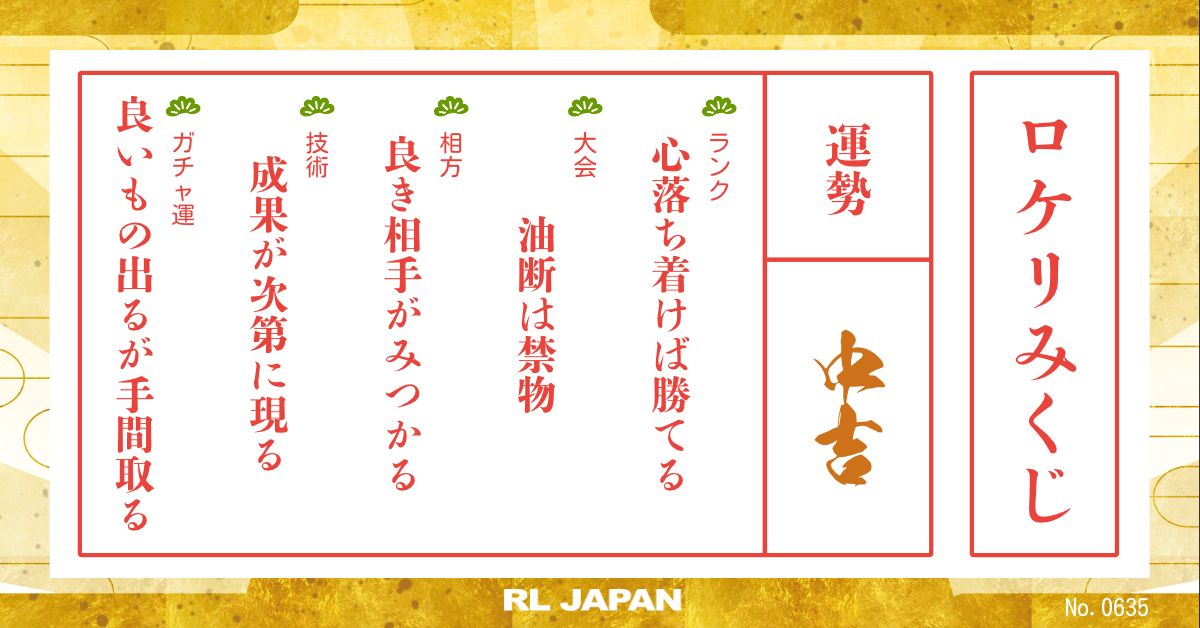 ロケリみくじ
運勢
中吉
ランク
心落ち着けば勝てる
大会
油断は禁物
相方
良き相手がみつかる
技術
成果が次第に現る
ガチャ運
良いもの出るが手間取る
RL JAPAN
No. 0635